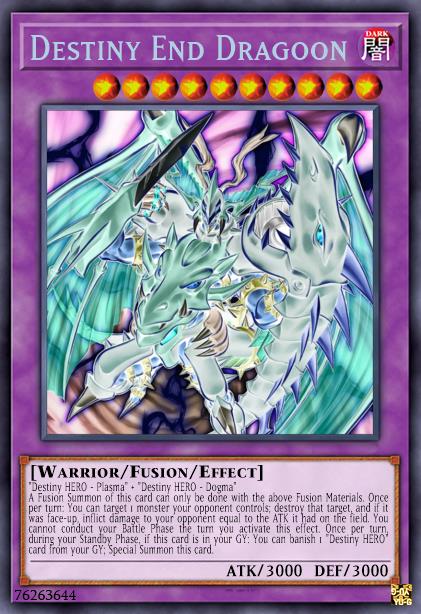 DESTINY END DRAGOON
DARK
闇
[WARRIOR/FUSION/EFFECT]
"Destiny HERO - Plasma" + "Destiny HERO - Dogma"
A Fusion Summon of this card can only be done with the above Fusion Materials. Once
per turn: You can target 1 monster your opponent controls; destroy that target, and if it
was face-up, inflict damage to your opponent equal to the ATK it had on the field. You
cannot conduct your Battle Phase the turn you activate this effect. Once per turn,
during your Standby Phase, if this card is in your GY: You can banish 1 "Destiny HERO"
card from your GY; Special Summon this card.
ATK/3000 DEF/3000
76263644